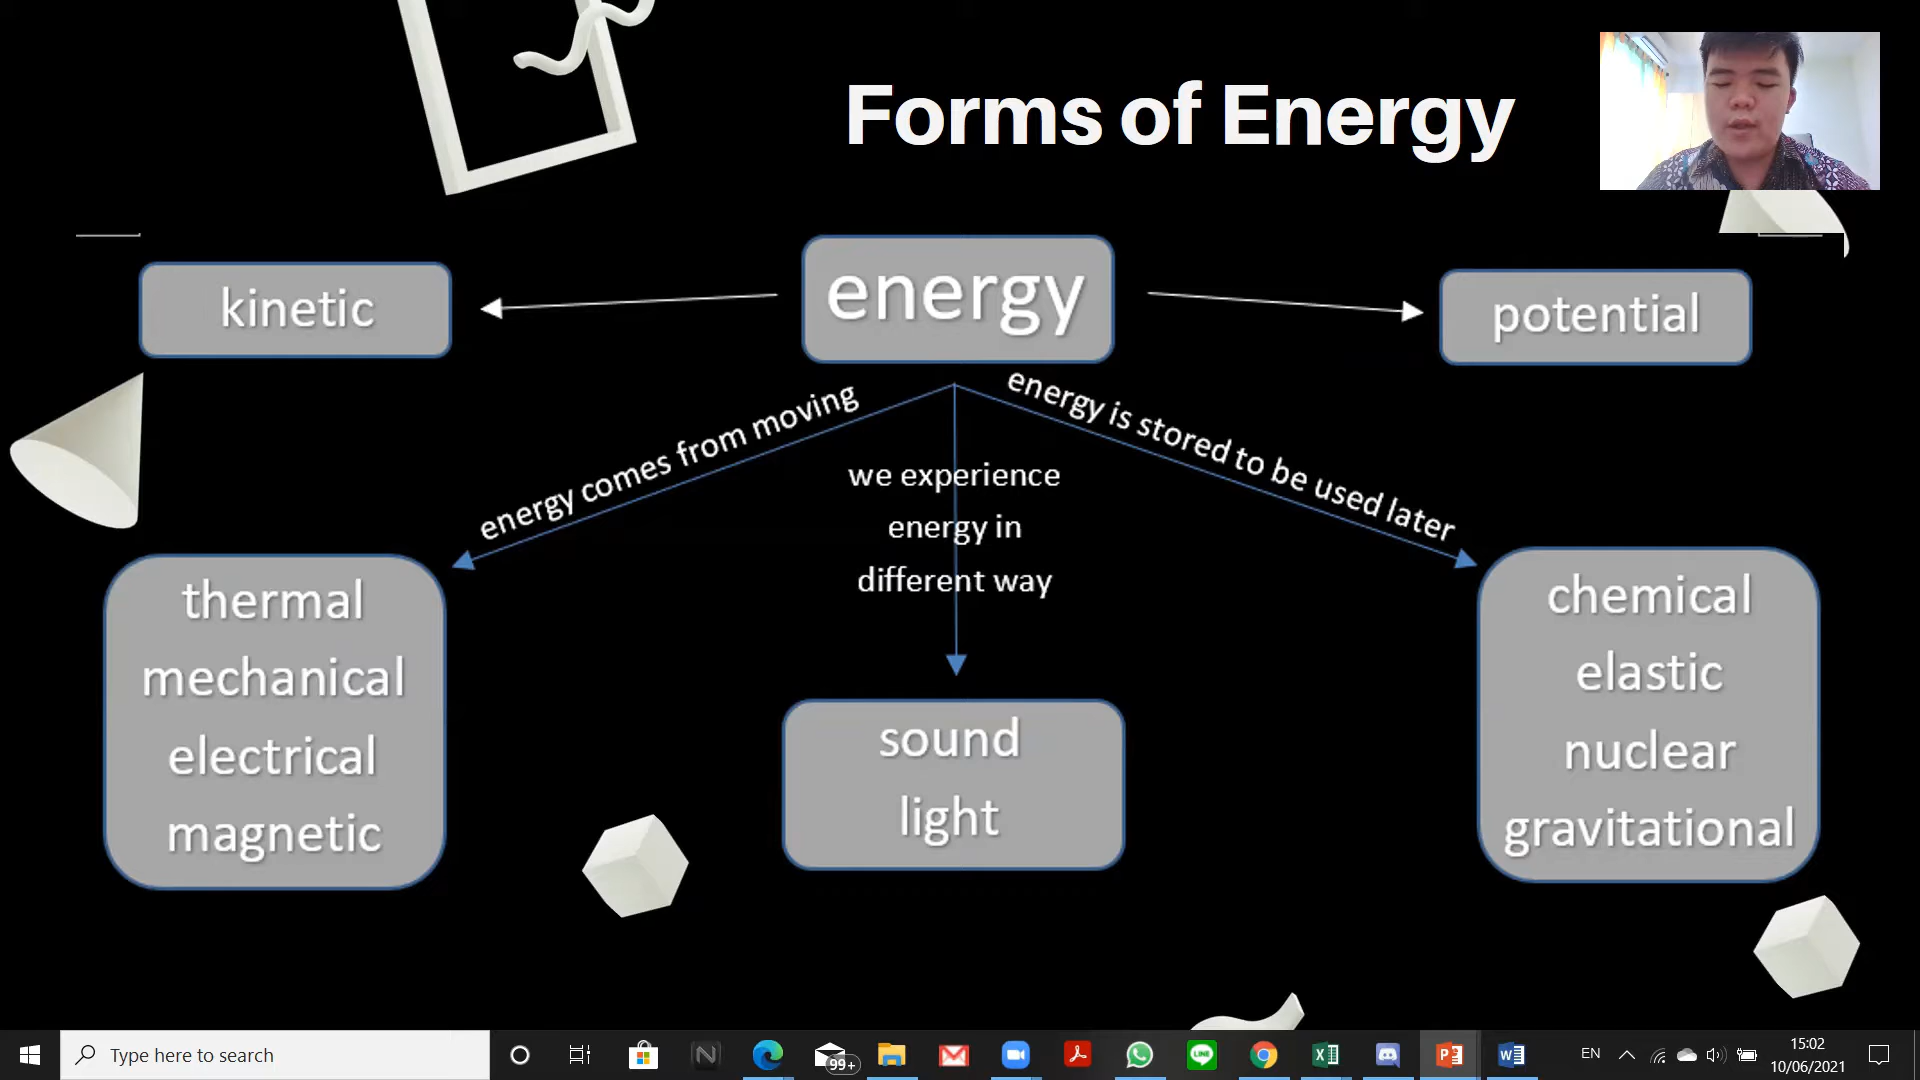 Forms of Energy
kinetic
energy
potential
energy comes from moving
we experience
energy in
different way
energy is stored to be used later
thermal
mechanical
electrical
magnetic
sound
light
chemical
elastic
nuclear
gravitational
Type here to search
99+
EN
15:02
10/06/2021